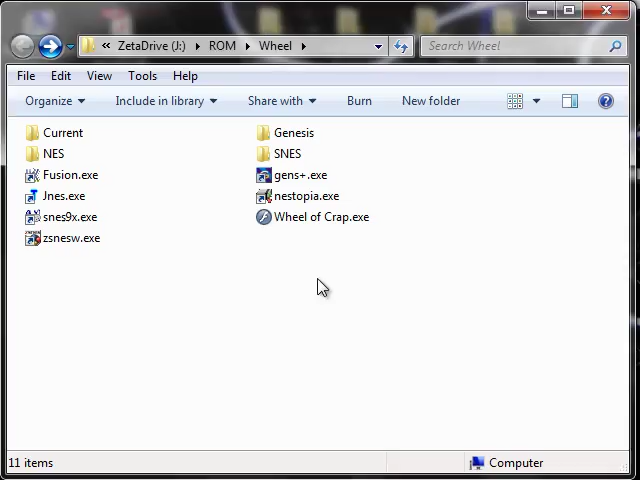 « ZetaDrive (J:) ROM Wheel Search Wheel
File Edit View Tools Help
Organize Include in library Share with Burn New folder
Current Genesis
NES SNES
Fusion.exe gens+.exe
Jnes.exe nestopia.exe
snes9x.exe Wheel of Crap.exe
zsnesw.exe
11 items Computer